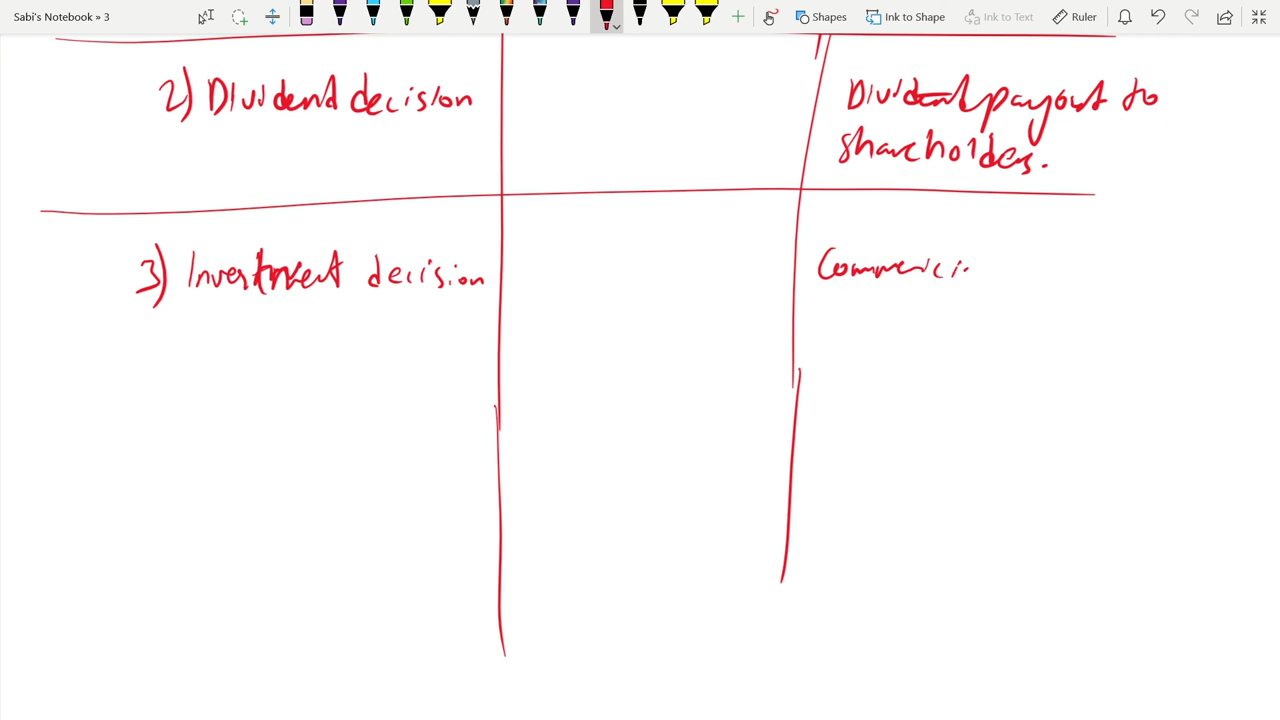 Sabi's Notebook » 3
Shapes
Ink to Shape
Ink to Text
Ruler
2) Dividend decision
Dividend payout to
shareholders.
3) Investment decision
Commerici